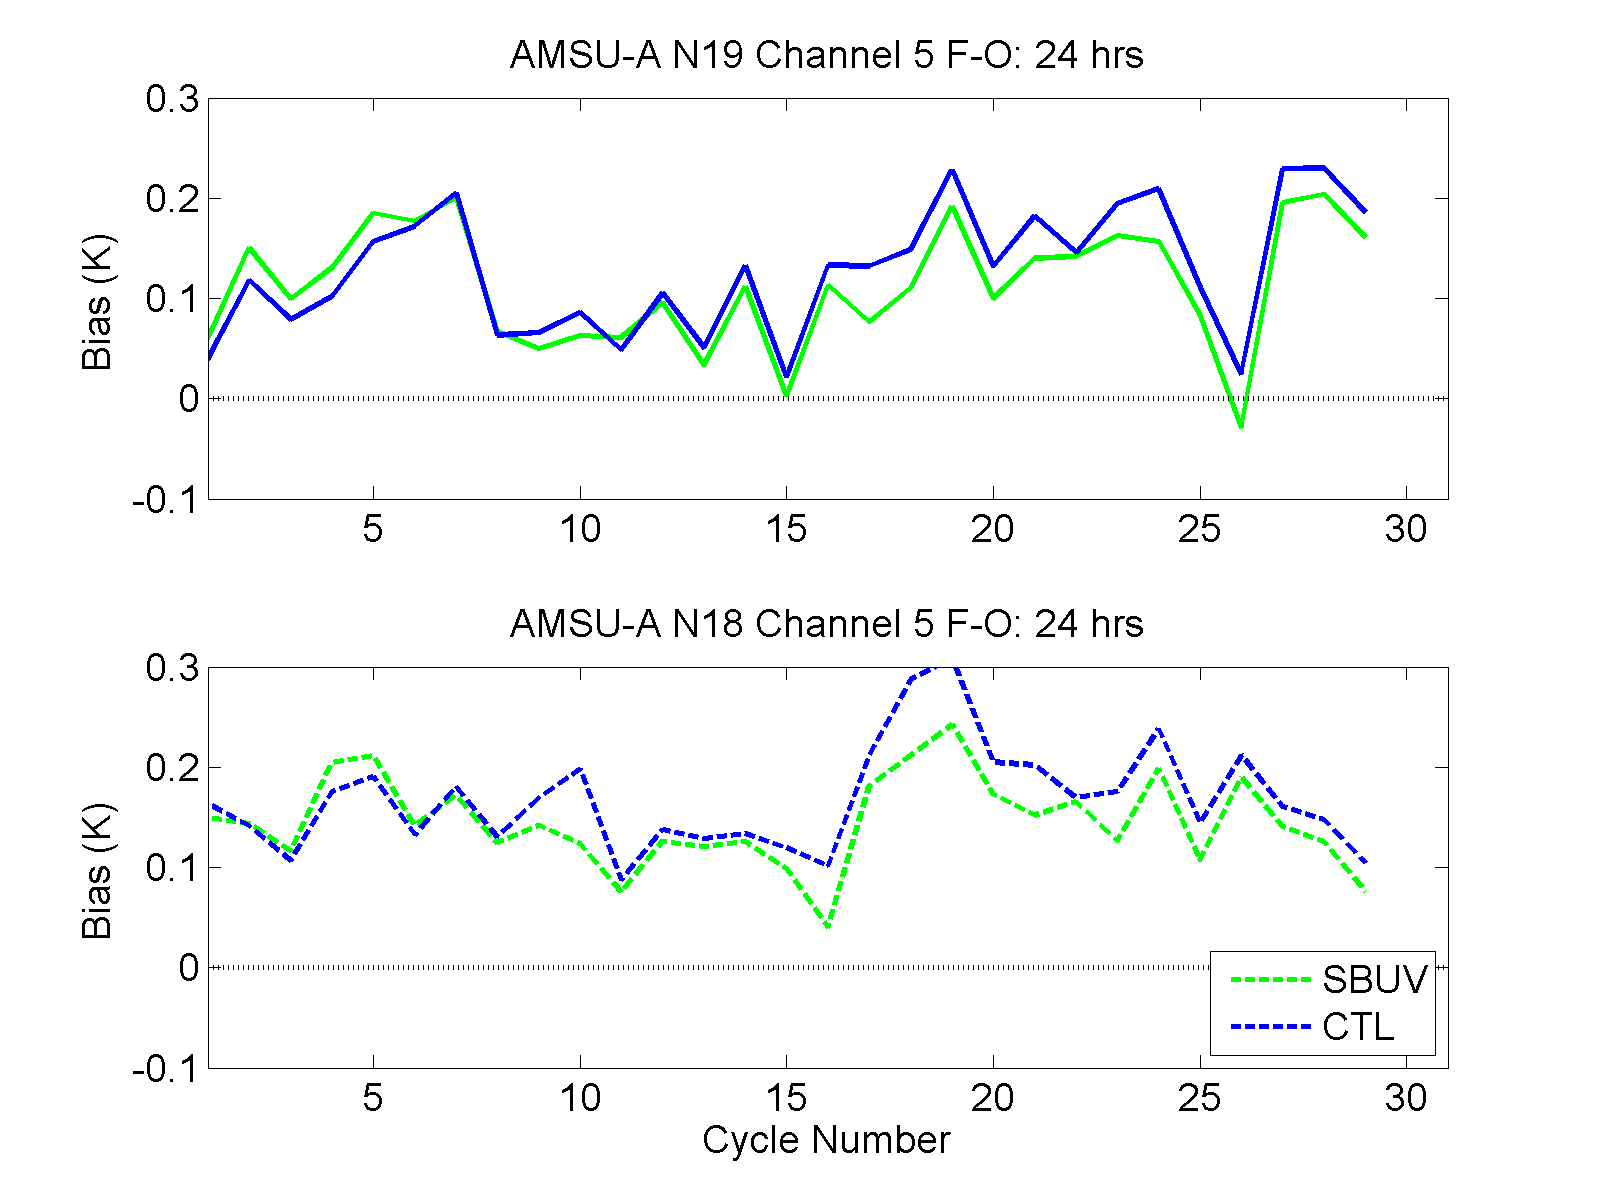 AMSU-A N19 Channel 5 F-O: 24 hrs
0.3
0.2
0.1
0
-0.1
Bias (K)
5 10 15 20 25 30
AMSU-A N18 Channel 5 F-O: 24 hrs
0.3
0.2
0.1
0
-0.1
Bias (K)
SBUV
CTL
5 10 15 20 25 30
Cycle Number